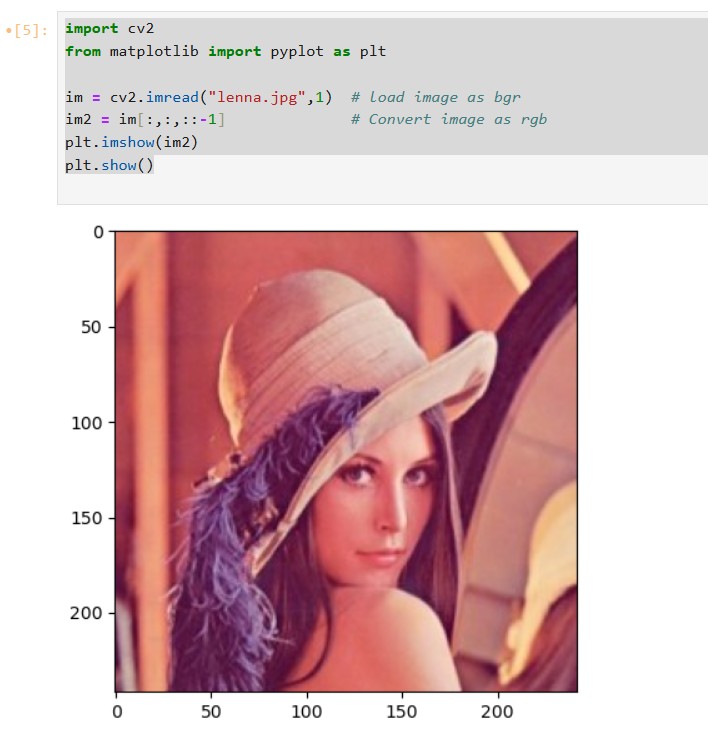 •[5]:
import cv2
from matplotlib import pyplot as plt
im = cv2.imread("lenna.jpg",1)  # load image as bgr
im2 = im[:,:,::-1]              # Convert image as rgb
plt.imshow(im2)
plt.show()
0
50
100
150
200
0 50 100 150 200